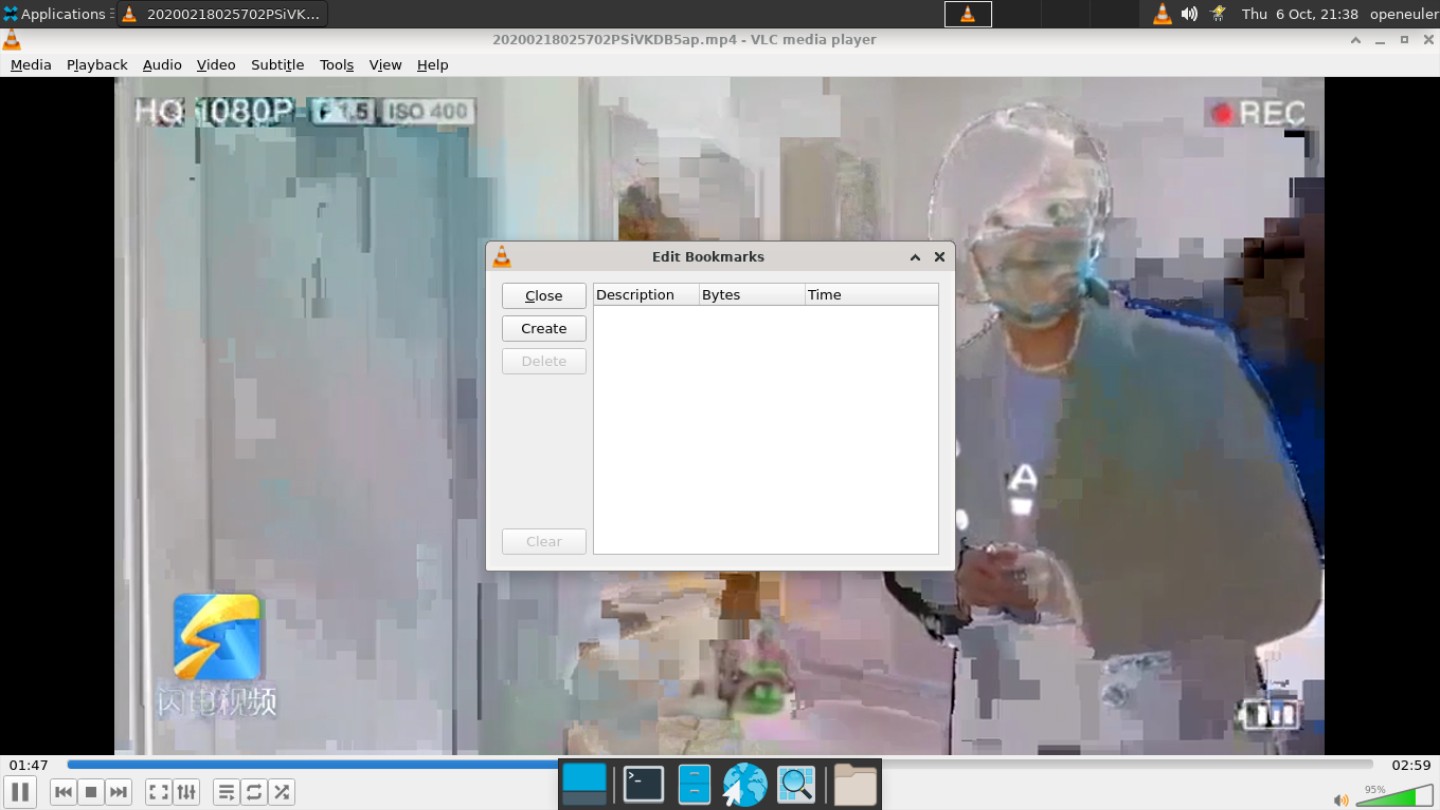 Applications
20200218025702PSiVK...
Thu 6 Oct, 21:38
openeuler
20200218025702PSiVKDB5ap.mp4 - VLC media player
Media Playback Audio Video Subtitle Tools View Help
HQ 1080P F 1.5 ISO 400
REC
Edit Bookmarks
Close
Create
Delete
Clear
Description Bytes Time
A
闪电视频
01:47
02:59
95%